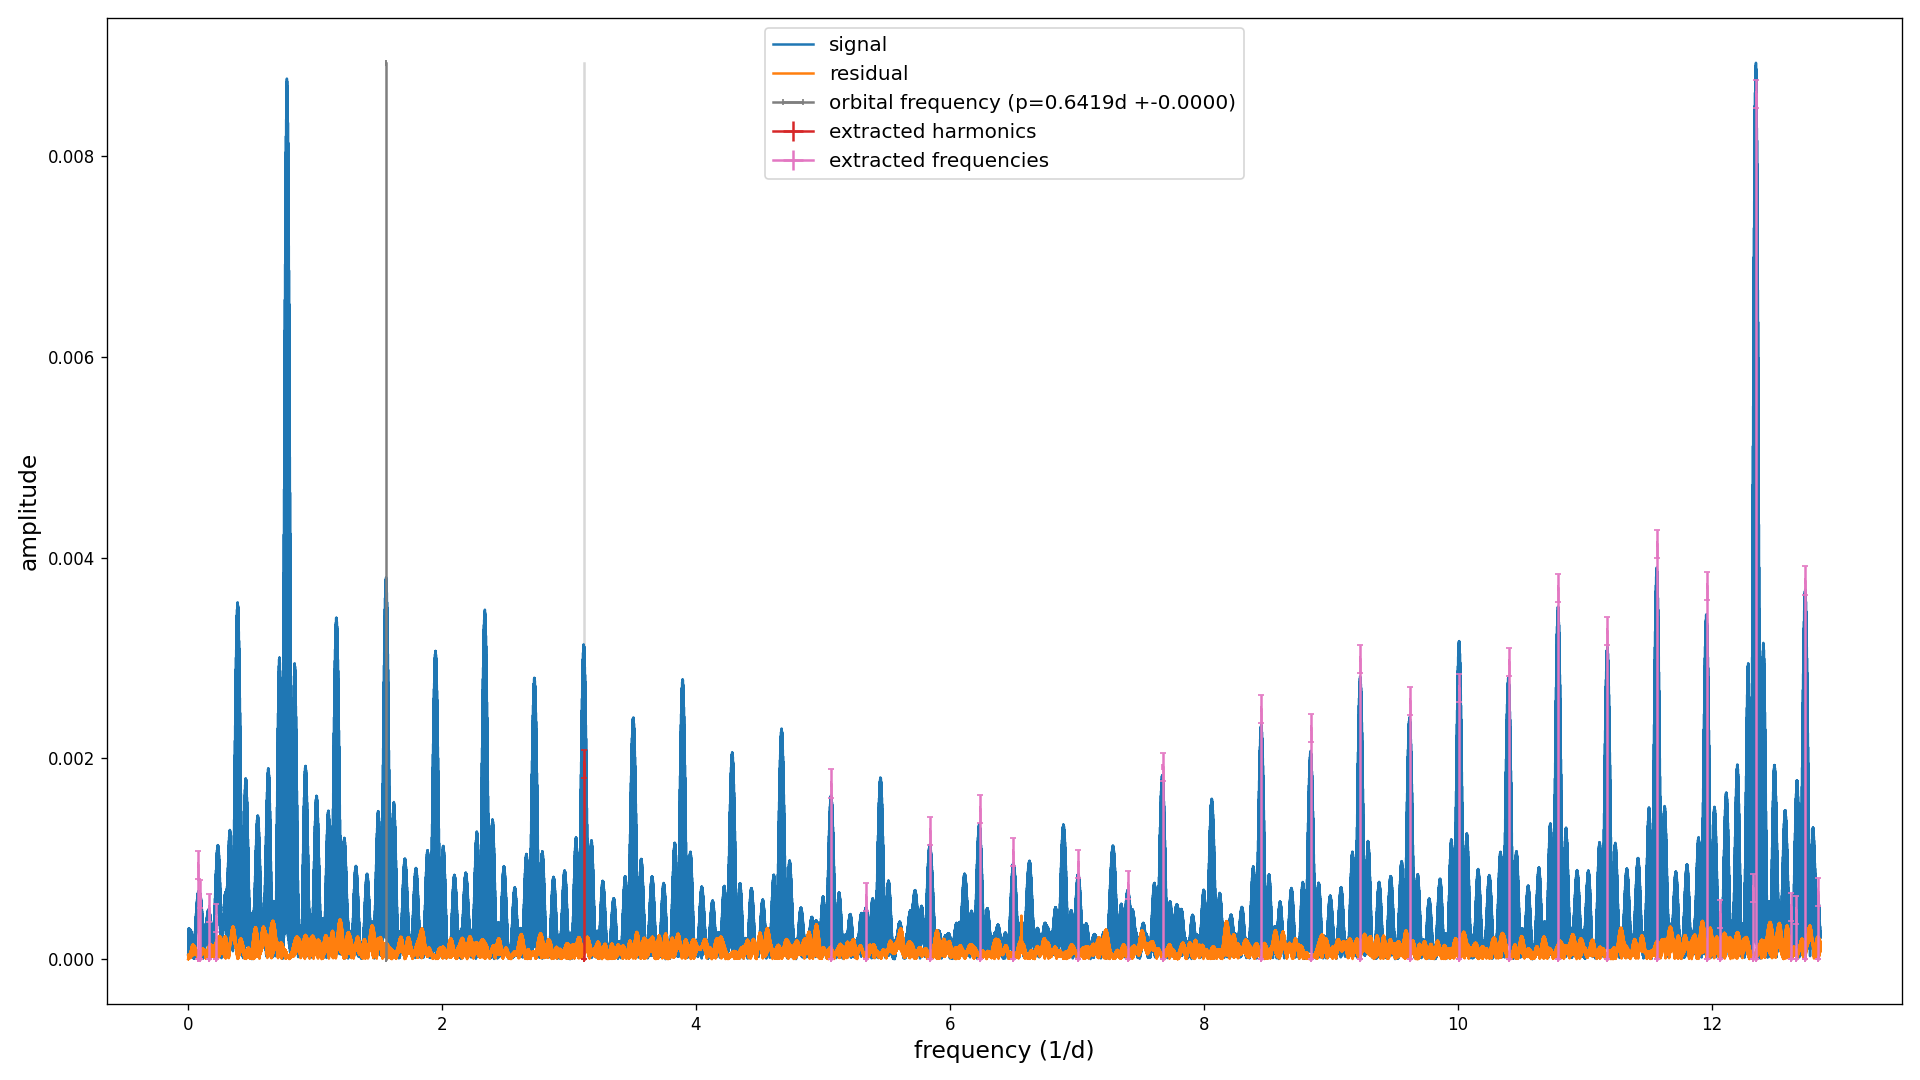 signal
residual
orbital frequency (p=0.6419d +-0.0000)
extracted harmonics
extracted frequencies
0.008
0.006
0.004
0.002
0.000
amplitude
0 2 4 6 8 10 12
frequency (1/d)